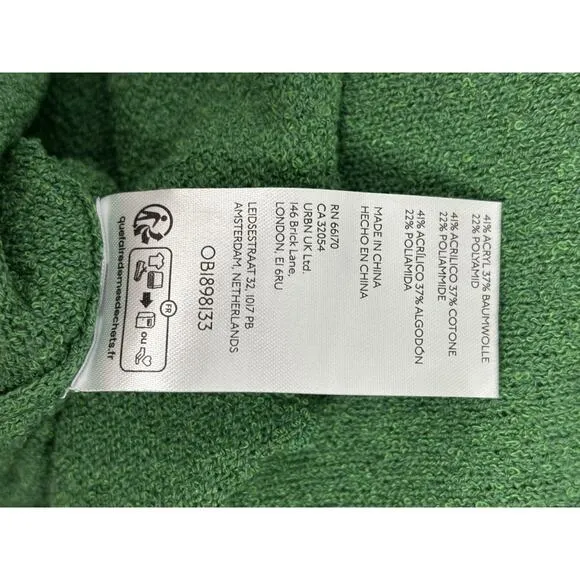 41% ACRYL 37% BAUMWOLLE
22% POLYAMID
41% ACRILICO 37% COTONE
22% POLIAMMIDE
41% ACRÍLICO 37% ALGODÓN
22% POLIAMIDA
MADE IN CHINA
HECHO EN CHINA
RN 66170
CA 32054
URBN UK Ltd.
146 Brick Lane,
LONDON, E1 6RU
LEIDSESTRAAT 32, 1017 PB
AMSTERDAM, NETHERLANDS
OB1898133
FR
OU
quefairedemesdechets.fr